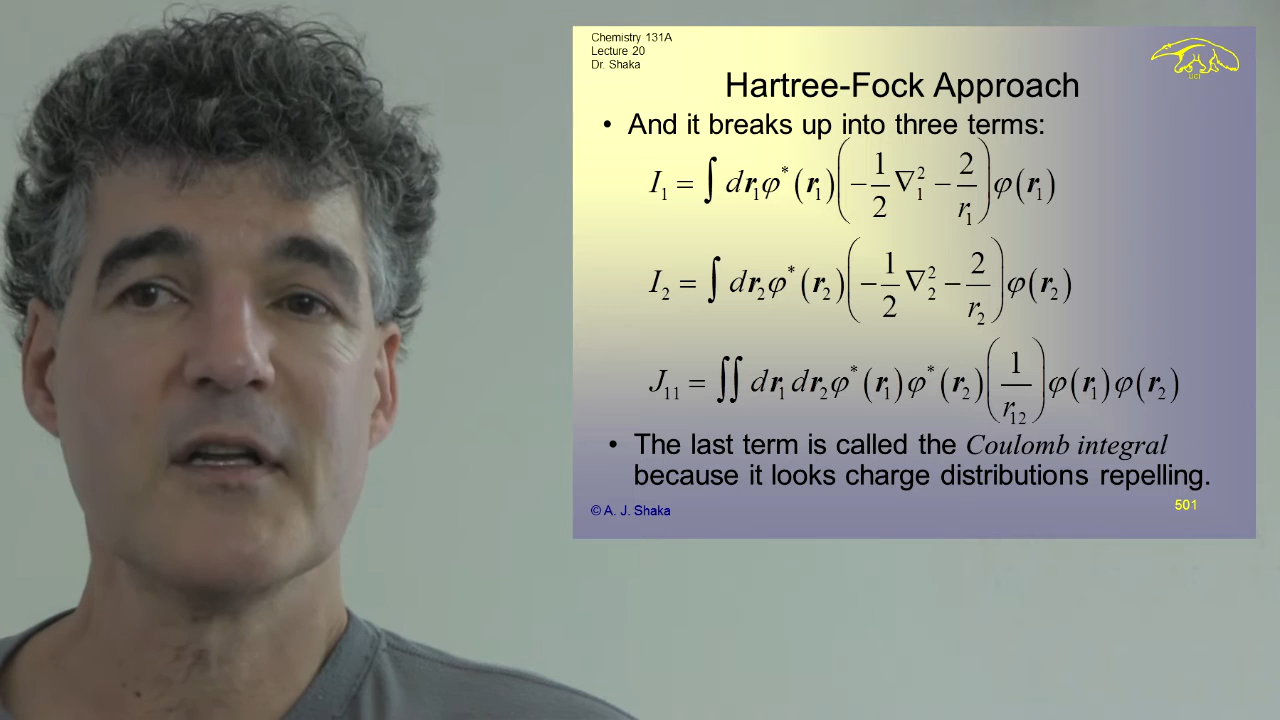 Chemistry 131A
Lecture 20
Dr. Shaka
uci
Hartree-Fock Approach
• And it breaks up into three terms:
I₁ = ∫ d𝒓₁φ*(𝒓₁)(−1/2 ∇₁² − 2/r₁)φ(𝒓₁)
I₂ = ∫ d𝒓₂φ*(𝒓₂)(−1/2 ∇₂² − 2/r₂)φ(𝒓₂)
J₁₁ = ∫∫ d𝒓₁ d𝒓₂φ*(𝒓₁)φ*(𝒓₂)(1/r₁₂)φ(𝒓₁)φ(𝒓₂)
• The last term is called the Coulomb integral
because it looks charge distributions repelling.
© A. J. Shaka
501